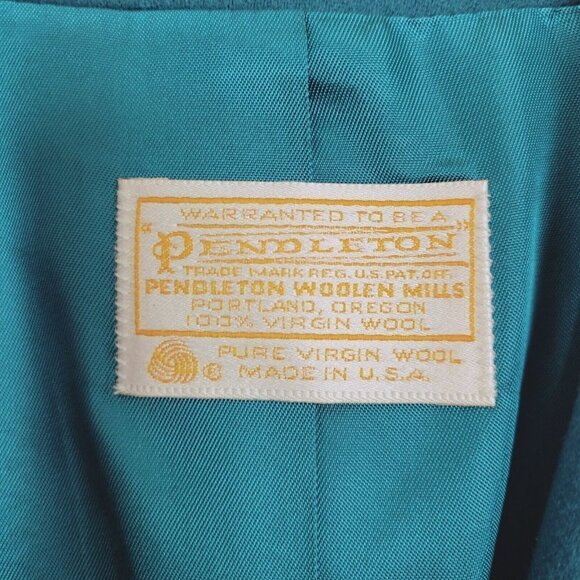 WARRANTED TO BE A
"PENDLETON"
TRADE MARK REG. U.S. PAT. OFF.
PENDLETON WOOLEN MILLS
PORTLAND, OREGON
100% VIRGIN WOOL
PURE VIRGIN WOOL
© MADE IN U.S.A.